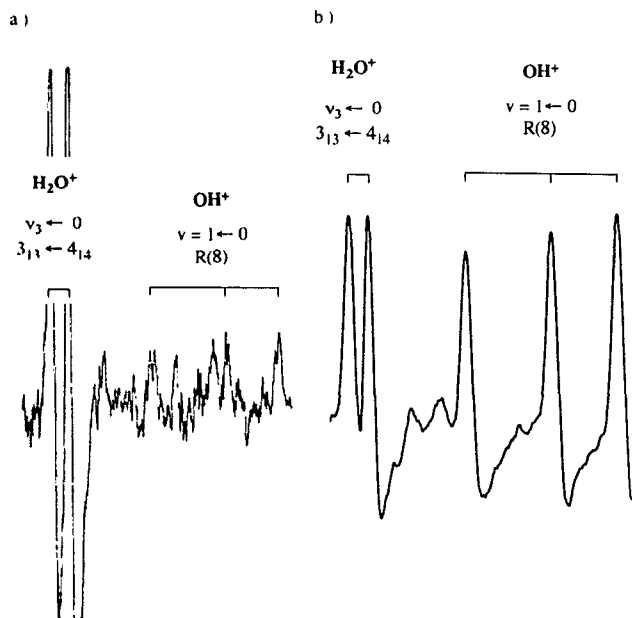 a )
H₂O⁺
ν₃ ← 0
3₁₃ ← 4₁₄
OH⁺
v = 1 ← 0
R(8)
b )
H₂O⁺
ν₃ ← 0
3₁₃ ← 4₁₄
OH⁺
v = 1 ← 0
R(8)